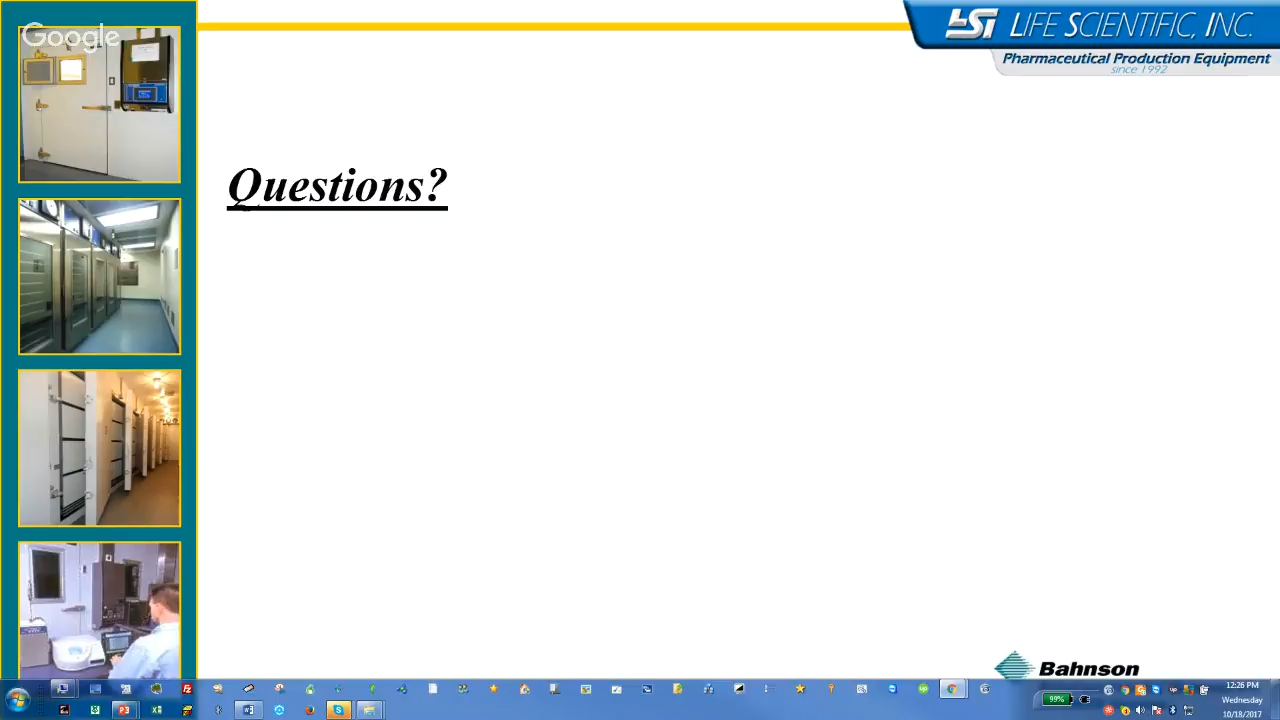 Google
LSI LIFE SCIENTIFIC, INC.
Pharmaceutical Production Equipment
since 1992
Questions?
Bahnson
up
99%
12:26 PM
Wednesday
10/18/2017